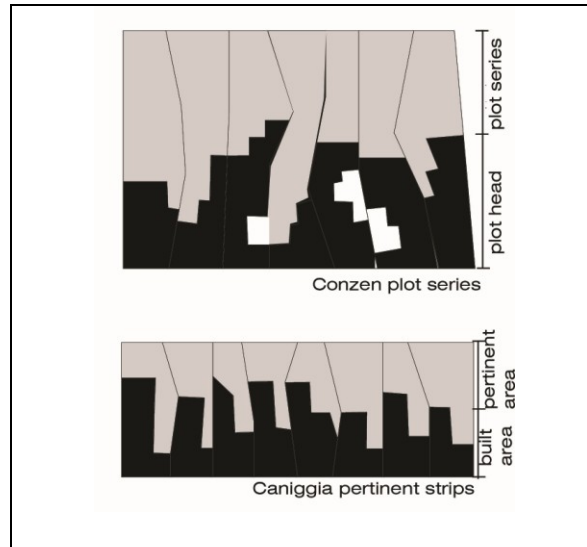 plot series
plot head
Conzen plot series
pertinent
area
built
area
Caniggia pertinent strips